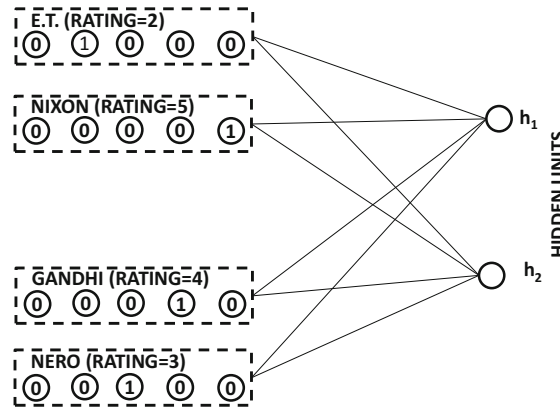 E.T. (RATING=2)
0 1 0 0 0
NIXON (RATING=5)
0 0 0 0 1
h1
HIDDEN UNITS
h2
GANDHI (RATING=4)
0 0 0 1 0
NERO (RATING=3)
0 0 1 0 0